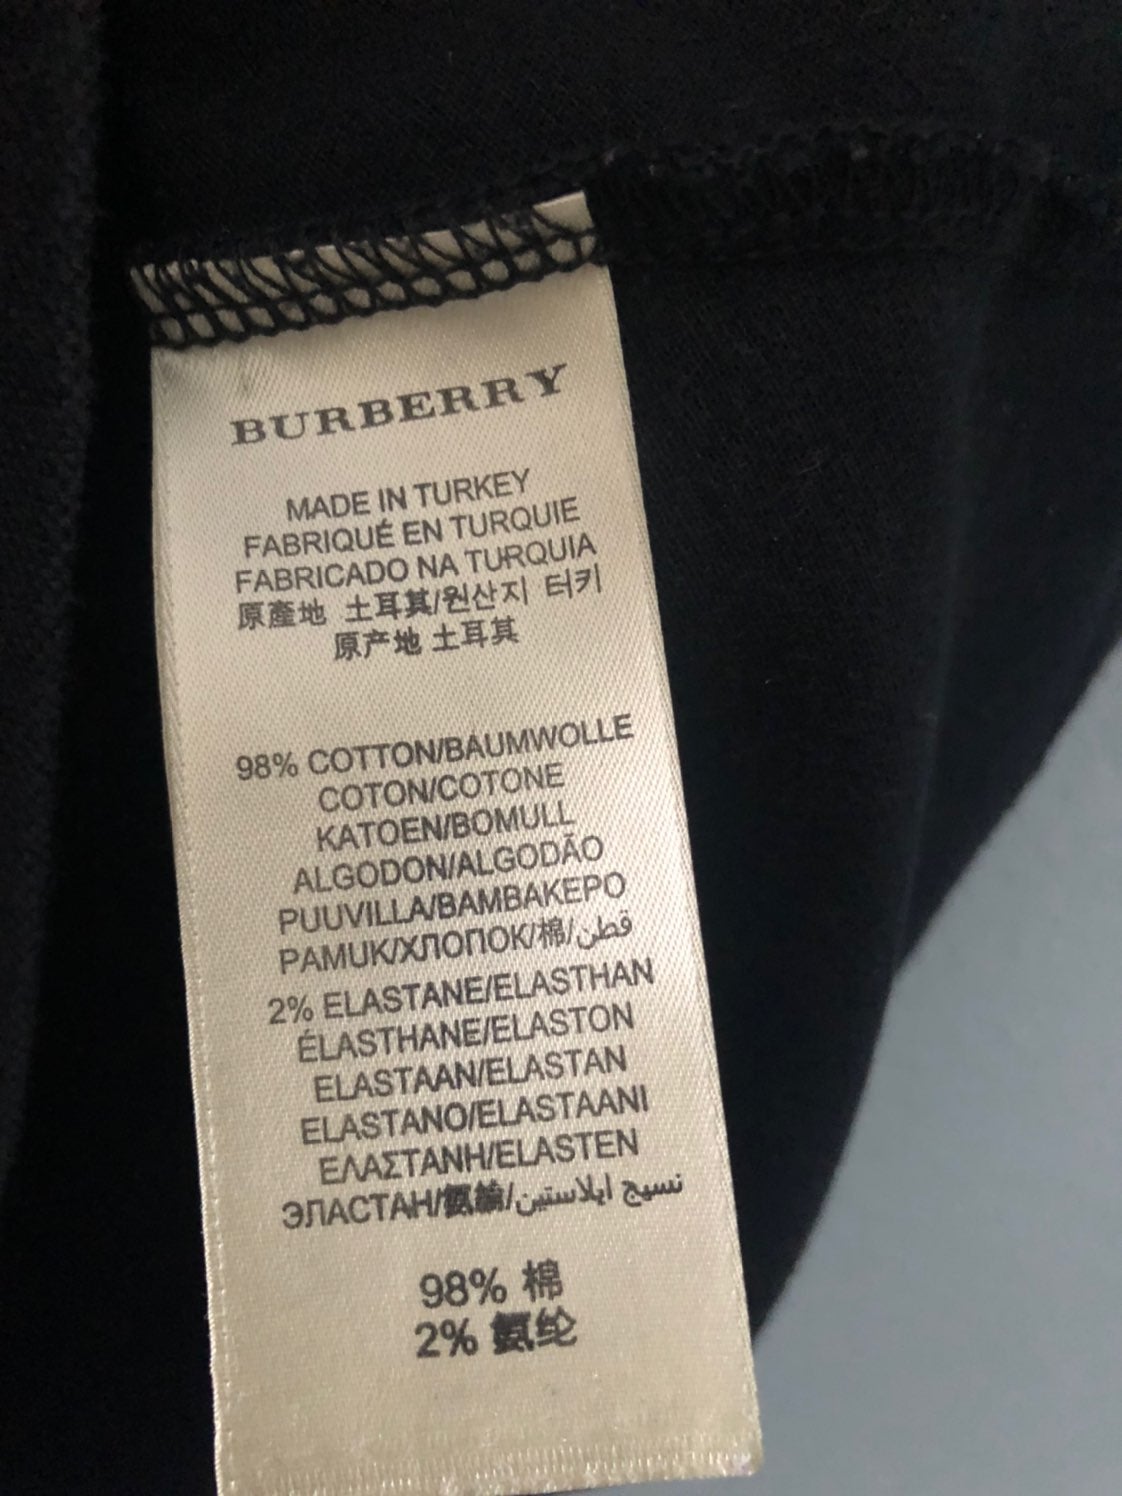 BURBERRY
MADE IN TURKEY
FABRIQUÉ EN TURQUIE
FABRICADO NA TURQUIA
原產地 土耳其/원산지 터키
原产地 土耳其
98% COTTON/BAUMWOLLE
COTON/COTONE
KATOEN/BOMULL
ALGODON/ALGODÃO
PUUVILLA/BAMBAKEPO
PAMUK/ХЛОПОК/棉/قطن
2% ELASTANE/ELASTHAN
ÉLASTHANE/ELASTON
ELASTAAN/ELASTAN
ELASTANO/ELASTAANI
ΕΛΑΣΤΑΝΗ/ELASTEN
ЭЛАСТАН/氨綸/نسيج ايلاستين
98% 棉
2% 氨纶